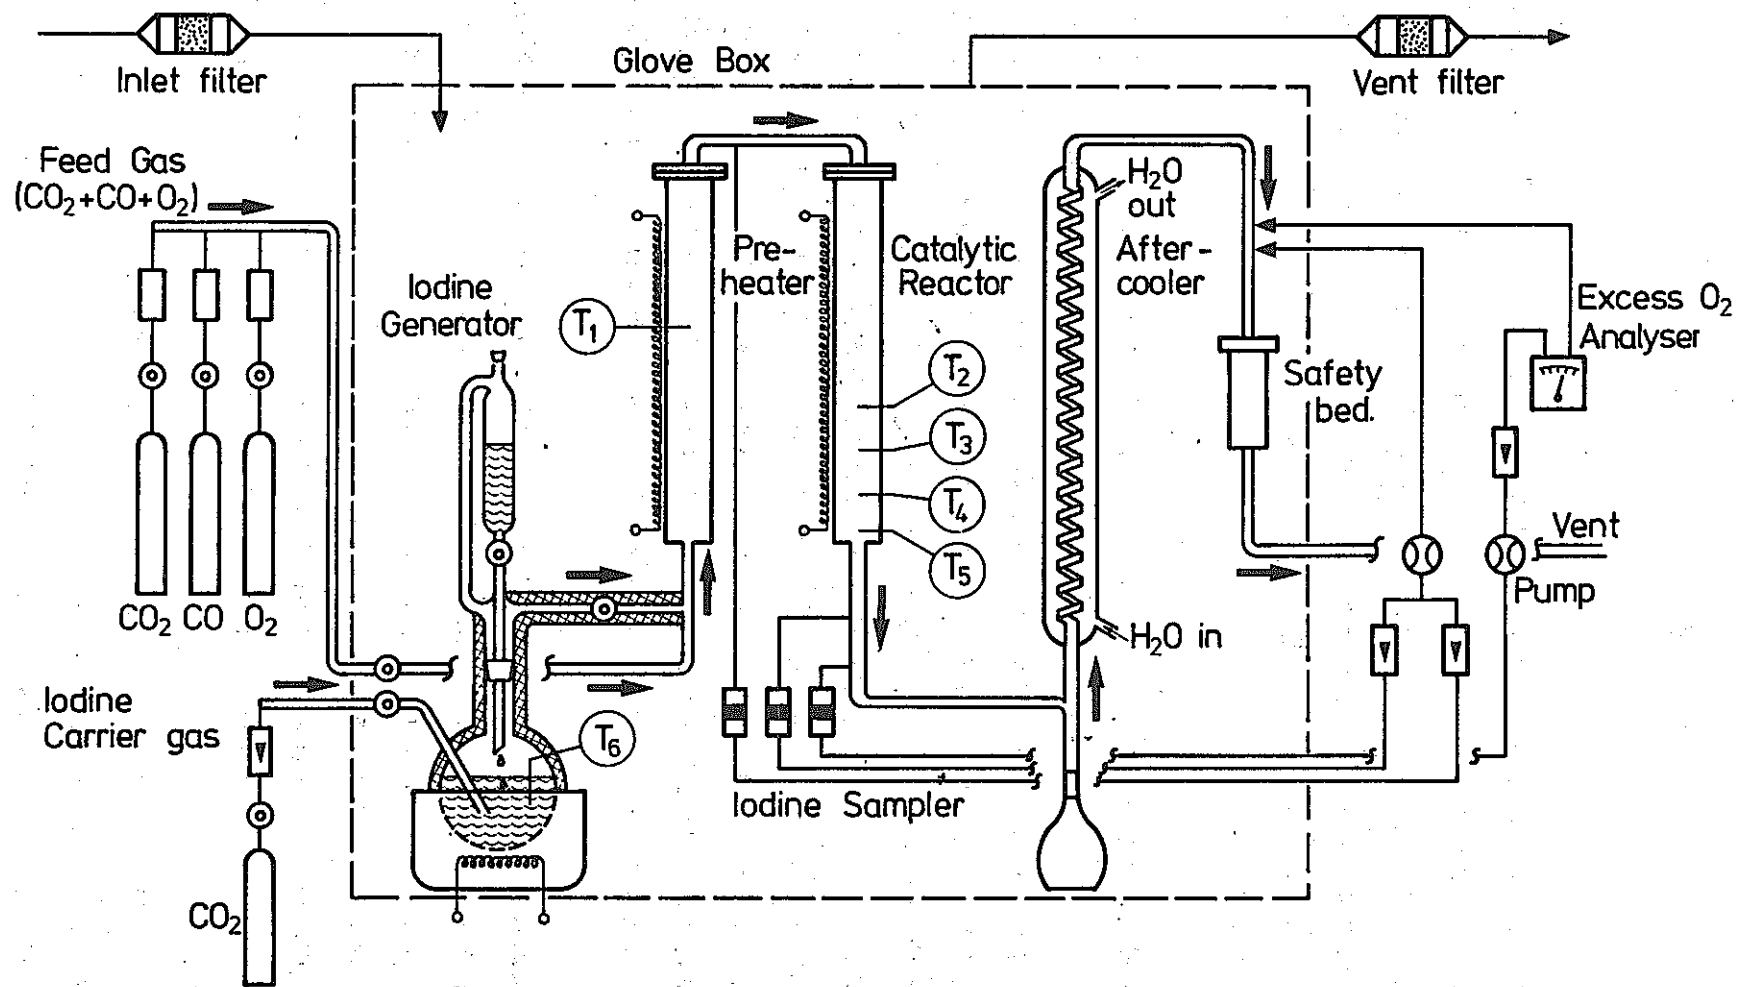 Inlet filter
Glove Box
Vent filter
Feed Gas
(CO₂+CO+O₂)
H₂O
out
Pre-
heater
Catalytic
Reactor
After-
cooler
Iodine
Generator
T₁
Excess O₂
Analyser
T₂
Safety
bed.
T₃
T₄
Vent
T₅
Pump
CO₂ CO O₂
H₂O in
Iodine
Carrier gas
T₆
Iodine Sampler
CO₂